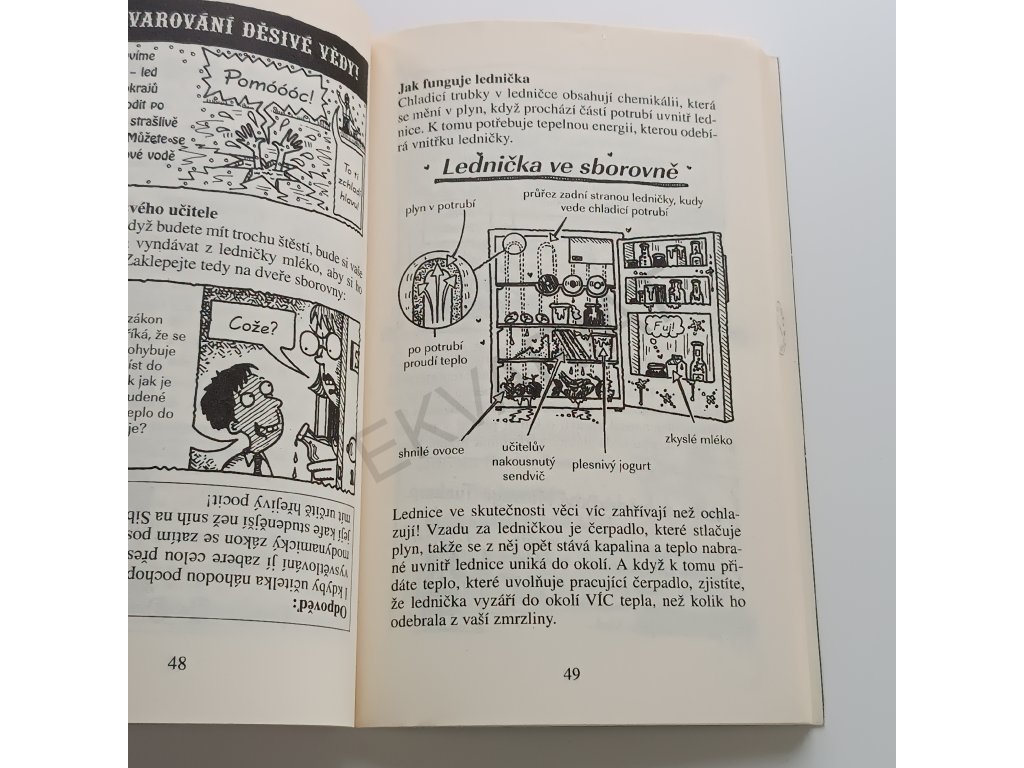 VAROVÁNÍ DĚSIVÉ VĚDY!
víme
– led
okrajů
odit po
strašlivě
Můžete se
ové vodě
Pomóóóc!
To ti
zchladí
hlavu!
vého učitele
dyž budete mít trochu štěstí, bude si váš
vyndávat z ledničky mléko, aby si ho
Zaklepejte tedy na dveře sborovny:
zákon
říká, že se
ohybuje
íst do
k jak je
udené
teplo do
je?
Cože?
Odpověď:
I kdyby učitelka náhodou pochop
vysvětlování jí zabere celou přes
modynamický zákon se zatím pos
její kafe studenější než sníh na Sib
mít určitě hřejivý pocit!
48
Jak funguje lednička
Chladicí trubky v ledničce obsahují chemikálii, která
se mění v plyn, když prochází částí potrubí uvnitř led-
nice. K tomu potřebuje tepelnou energii, kterou odebí-
rá vnitřku ledničky.
Lednička ve sborovně
plyn v potrubí
průřez zadní stranou ledničky, kudy
vede chladicí potrubí
po potrubí
proudí teplo
Fuj!
shnilé ovoce
učitelův
nakousnutý
sendvič
plesnivý jogurt
zkyslé mléko
Lednice ve skutečnosti věci víc zahřívají než ochla-
zují! Vzadu za ledničkou je čerpadlo, které stlačuje
plyn, takže se z něj opět stává kapalina a teplo nabra-
né uvnitř lednice uniká do okolí. A když k tomu při-
dáte teplo, které uvolňuje pracující čerpadlo, zjistíte,
že lednička vyzáří do okolí VÍC tepla, než kolik ho
odebrala z vaší zmrzliny.
49